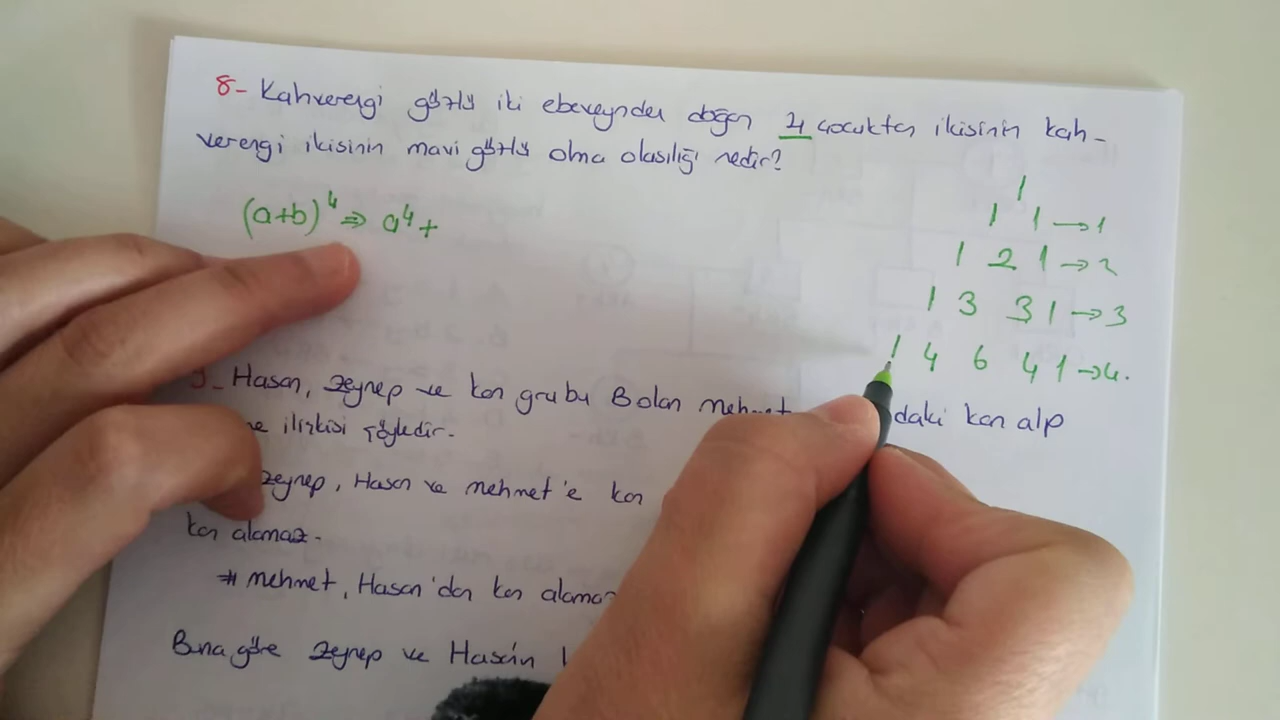 8- Kahverengi gözlü iki ebeveynden doğan 4 çocuktan ikisinin kah-
verengi ikisinin mavi gözlü olma olasılığı nedir?
(a+b)⁴ ⇒ a⁴ +
1
1 1 → 1
1 2 1 → 2
1 3 3 1 → 3
1 4 6 4 1 → 4.
Hasan, Zeynep ve kan grubu B olan Mehmet daki kan alıp
ilişkisi şöyledir.
Zeynep, Hasan ve Mehmet'e kan
kan alamaz.
# Mehmet, Hasan'dan kan alamaz
Buna göre Zeynep ve Hasan'ın